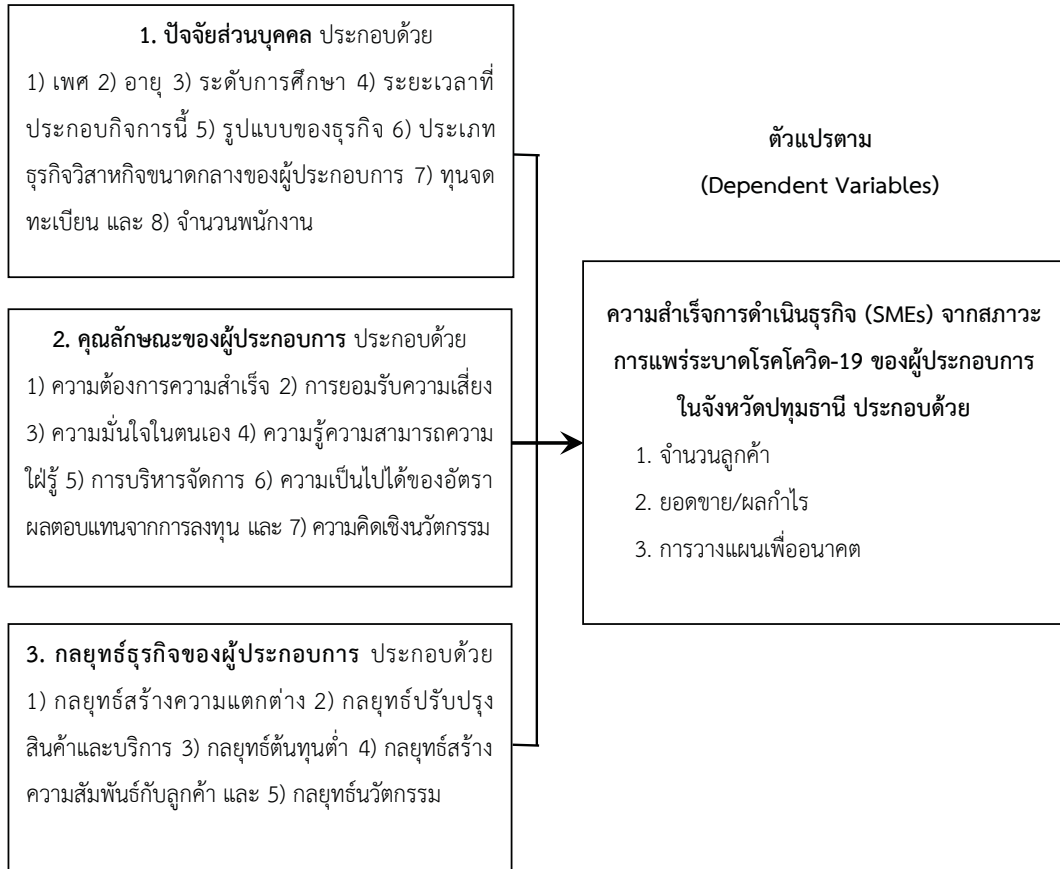 1. ปัจจัยส่วนบุคคล ประกอบด้วย
1) เพศ 2) อายุ 3) ระดับการศึกษา 4) ระยะเวลาที่
ประกอบกิจการนี้ 5) รูปแบบของธุรกิจ 6) ประเภท
ธุรกิจวิสาหกิจขนาดกลางของผู้ประกอบการ 7) ทุนจด
ทะเบียน และ 8) จำนวนพนักงาน
2. คุณลักษณะของผู้ประกอบการ ประกอบด้วย
1) ความต้องการความสำเร็จ 2) การยอมรับความเสี่ยง
3) ความมั่นใจในตนเอง 4) ความรู้ความสามารถความ
ใฝ่รู้ 5) การบริหารจัดการ 6) ความเป็นไปได้ของอัตรา
ผลตอบแทนจากการลงทุน และ 7) ความคิดเชิงนวัตกรรม
3. กลยุทธ์ธุรกิจของผู้ประกอบการ ประกอบด้วย
1) กลยุทธ์สร้างความแตกต่าง 2) กลยุทธ์ปรับปรุง
สินค้าและบริการ 3) กลยุทธ์ต้นทุนต่ำ 4) กลยุทธ์สร้าง
ความสัมพันธ์กับลูกค้า และ 5) กลยุทธ์นวัตกรรม
ตัวแปรตาม
(Dependent Variables)
ความสำเร็จการดำเนินธุรกิจ (SMEs) จากสภาวะ
การแพร่ระบาดโรคโควิด-19 ของผู้ประกอบการ
ในจังหวัดปทุมธานี ประกอบด้วย
1. จำนวนลูกค้า
2. ยอดขาย/ผลกำไร
3. การวางแผนเพื่ออนาคต